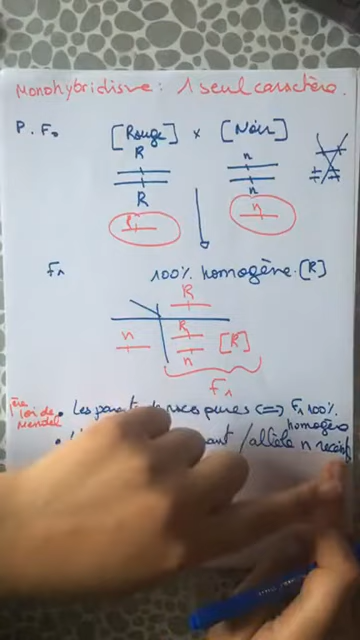 Monohybridisme : 1 seul caractère.
P. F₀ [Rouge] × [Noir]
R n
R n
R n
F₁ 100% homogène. [R]
R
n R [R]
n
F₁
1ère loi de Mendel • Les parents de races pures ⟺ F₁ 100% homogène
• /allèle n récessif